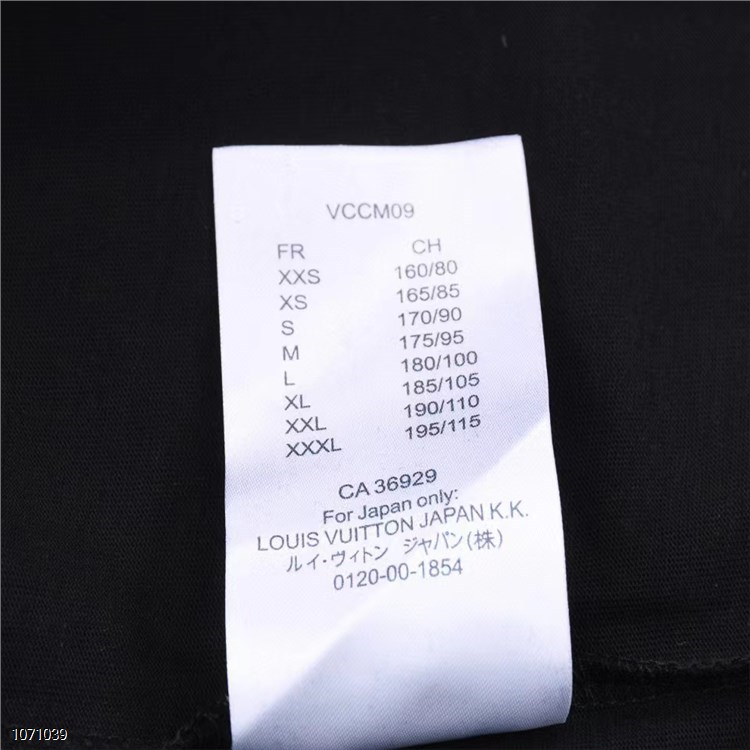 VCCM09
FR CH
XXS 160/80
XS 165/85
S 170/90
M 175/95
L 180/100
XL 185/105
XXL 190/110
XXXL 195/115
CA 36929
For Japan only:
LOUIS VUITTON JAPAN K.K.
ルイ・ヴィトン ジャパン(株)
0120-00-1854
1071039